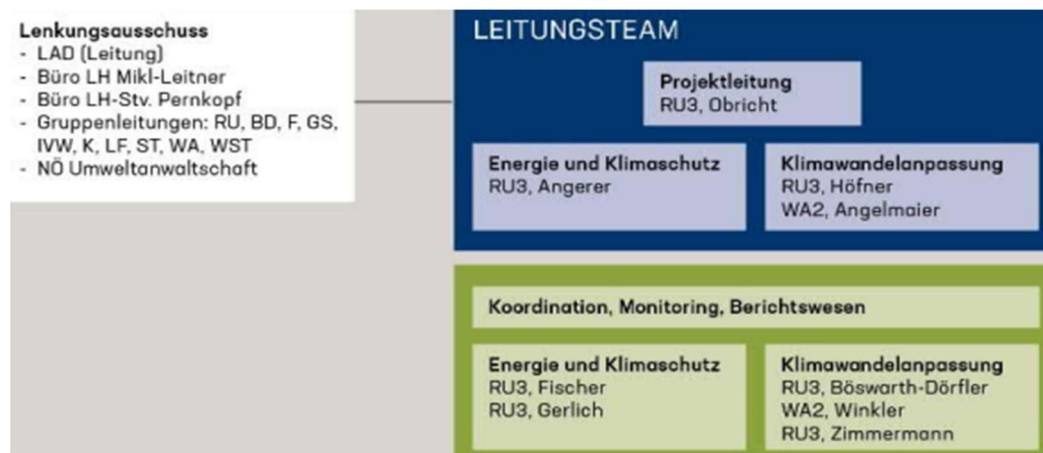 Lenkungsausschuss
- LAD (Leitung)
- Büro LH Mikl-Leitner
- Büro LH-Stv. Pernkopf
- Gruppenleitungen: RU, BD, F, GS,
IVW, K, LF, ST, WA, WST
- NÖ Umweltanwaltschaft
LEITUNGSTEAM
Projektleitung
RU3, Obricht
Energie und Klimaschutz
RU3, Angerer
Klimawandelanpassung
RU3, Höfner
WA2, Angelmaier
Koordination, Monitoring, Berichtswesen
Energie und Klimaschutz
RU3, Fischer
RU3, Gerlich
Klimawandelanpassung
RU3, Böswarth-Dörfler
WA2, Winkler
RU3, Zimmermann